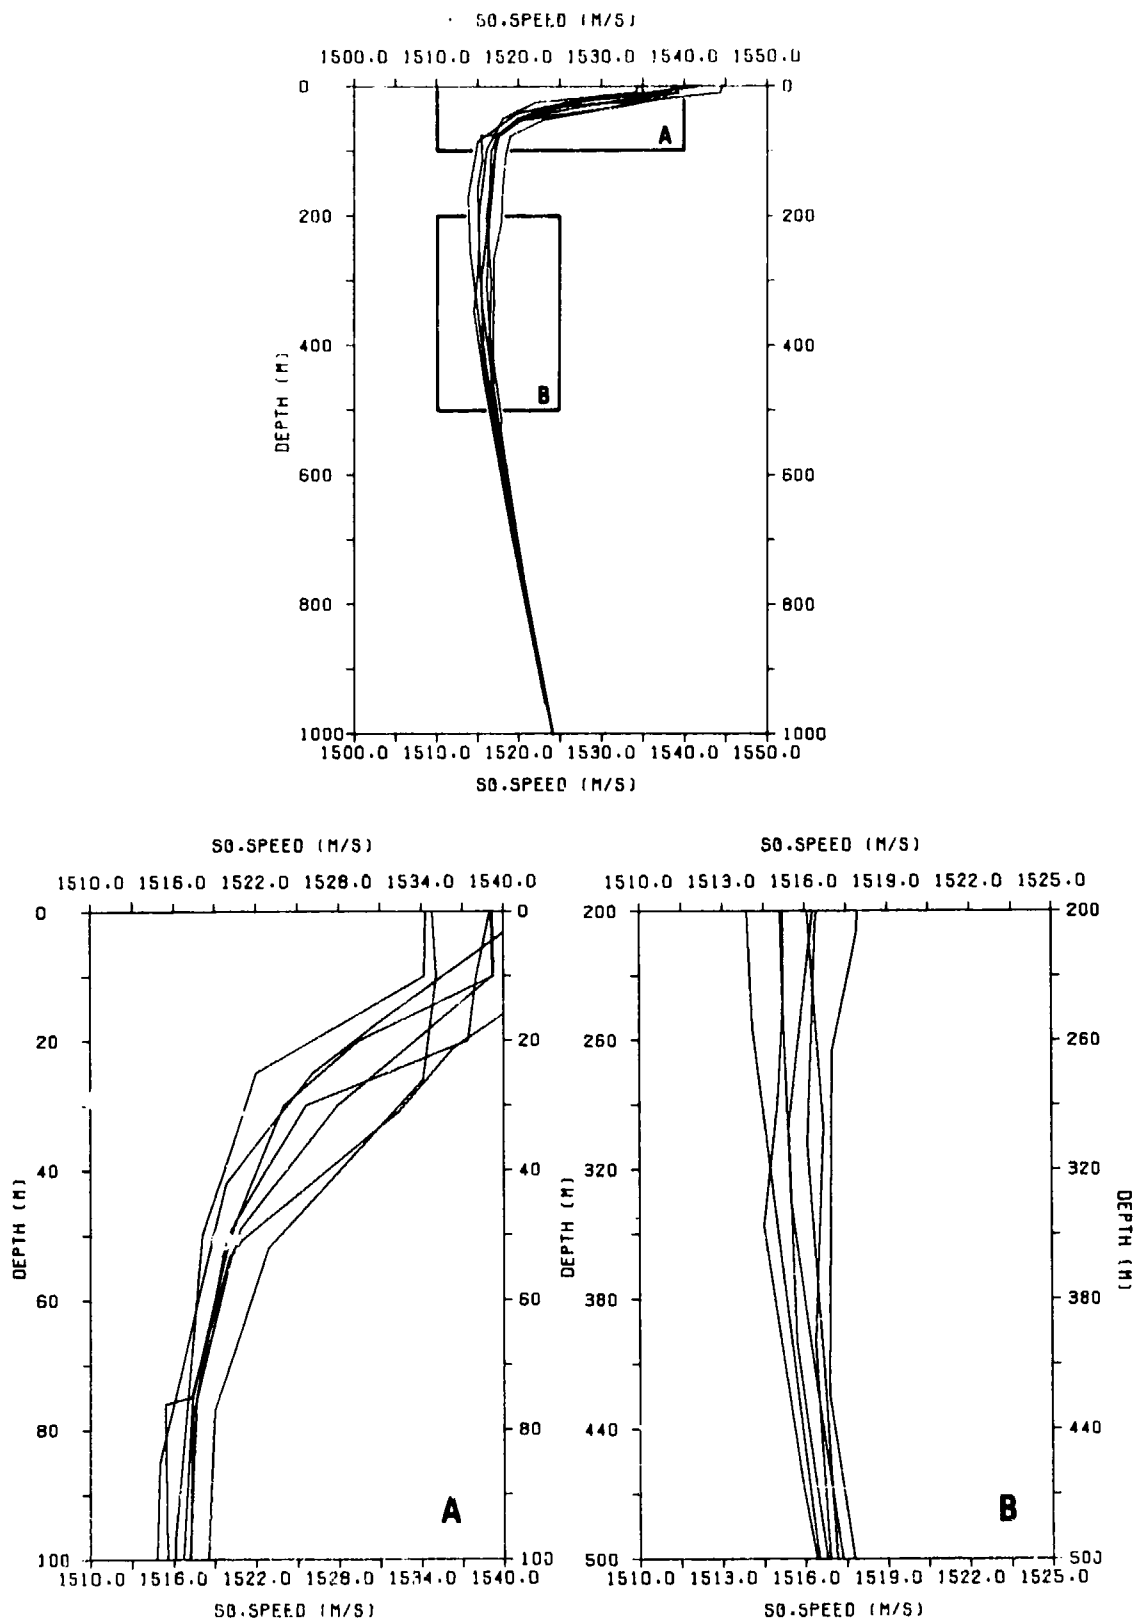 SO.SPEED (M/S)
1500.0 1510.0 1520.0 1530.0 1540.0 1550.0
0 0
A
200 200
400 400
DEPTH (M)
B
600 600
800 800
1000 1000
1500.0 1510.0 1520.0 1530.0 1540.0 1550.0
SO.SPEED (M/S)
SO.SPEED (M/S)
1510.0 1516.0 1522.0 1528.0 1534.0 1540.0
0 0
20 20
40 40
DEPTH (M)
60 60
80 80
A
100 100
1510.0 1516.0 1522.0 1528.0 1534.0 1540.0
SO.SPEED (M/S)
SO.SPEED (M/S)
1510.0 1513.0 1516.0 1519.0 1522.0 1525.0
200 200
260 260
320 320
DEPTH (M)
DEPTH (M)
380 380
440 440
B
500 500
1510.0 1513.0 1516.0 1519.0 1522.0 1525.0
SO.SPEED (M/S)